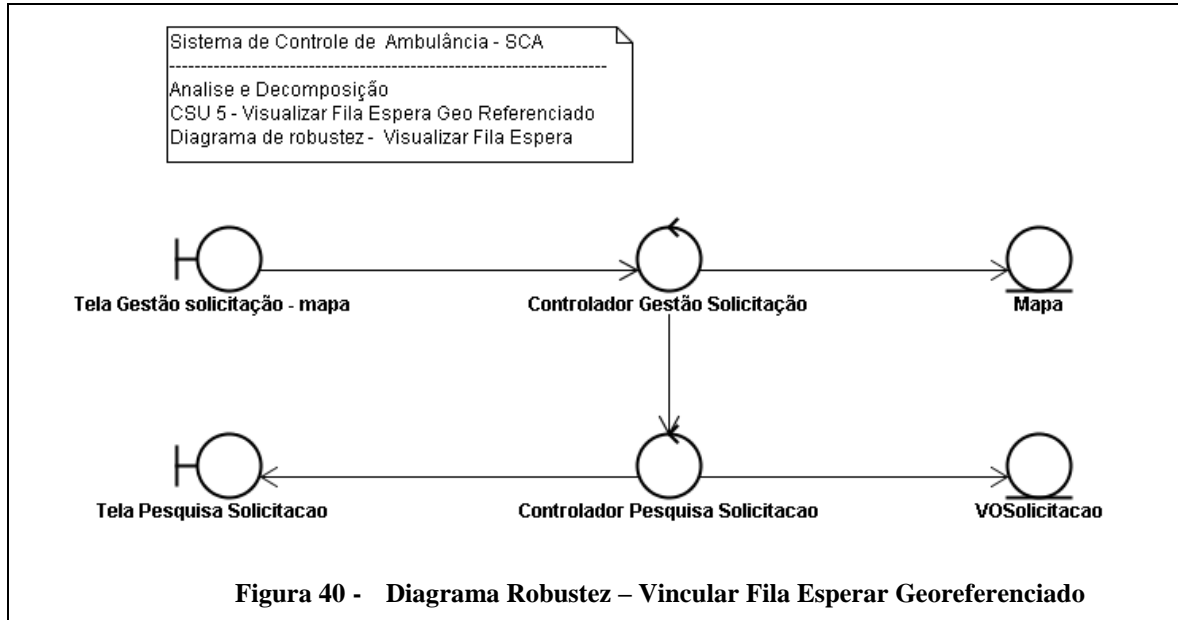 Sistema de Controle de Ambulância - SCA
----------------------------------------------------------------------
Analise e Decomposição
CSU 5 - Visualizar Fila Espera Geo Referenciado
Diagrama de robustez - Visualizar Fila Espera
Tela Gestão solicitação - mapa
Controlador Gestão Solicitação
Mapa
Tela Pesquisa Solicitacao
Controlador Pesquisa Solicitacao
VOSolicitacao
Figura 40 - Diagrama Robustez – Vincular Fila Esperar Georeferenciado